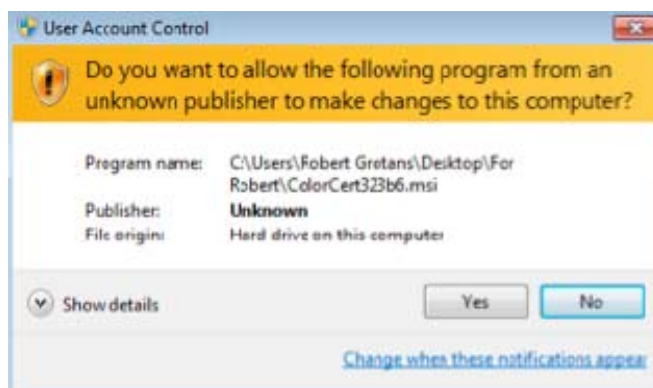 User Account Control
Do you want to allow the following program from an
unknown publisher to make changes to this computer?
Program name: C:\Users\Robert Grotans\Desktop\For
Robert\ColorCert323b6.msi
Publisher: Unknown
File origin: Hard drive on this computer
Show details
Yes
No
Change when these notifications appear